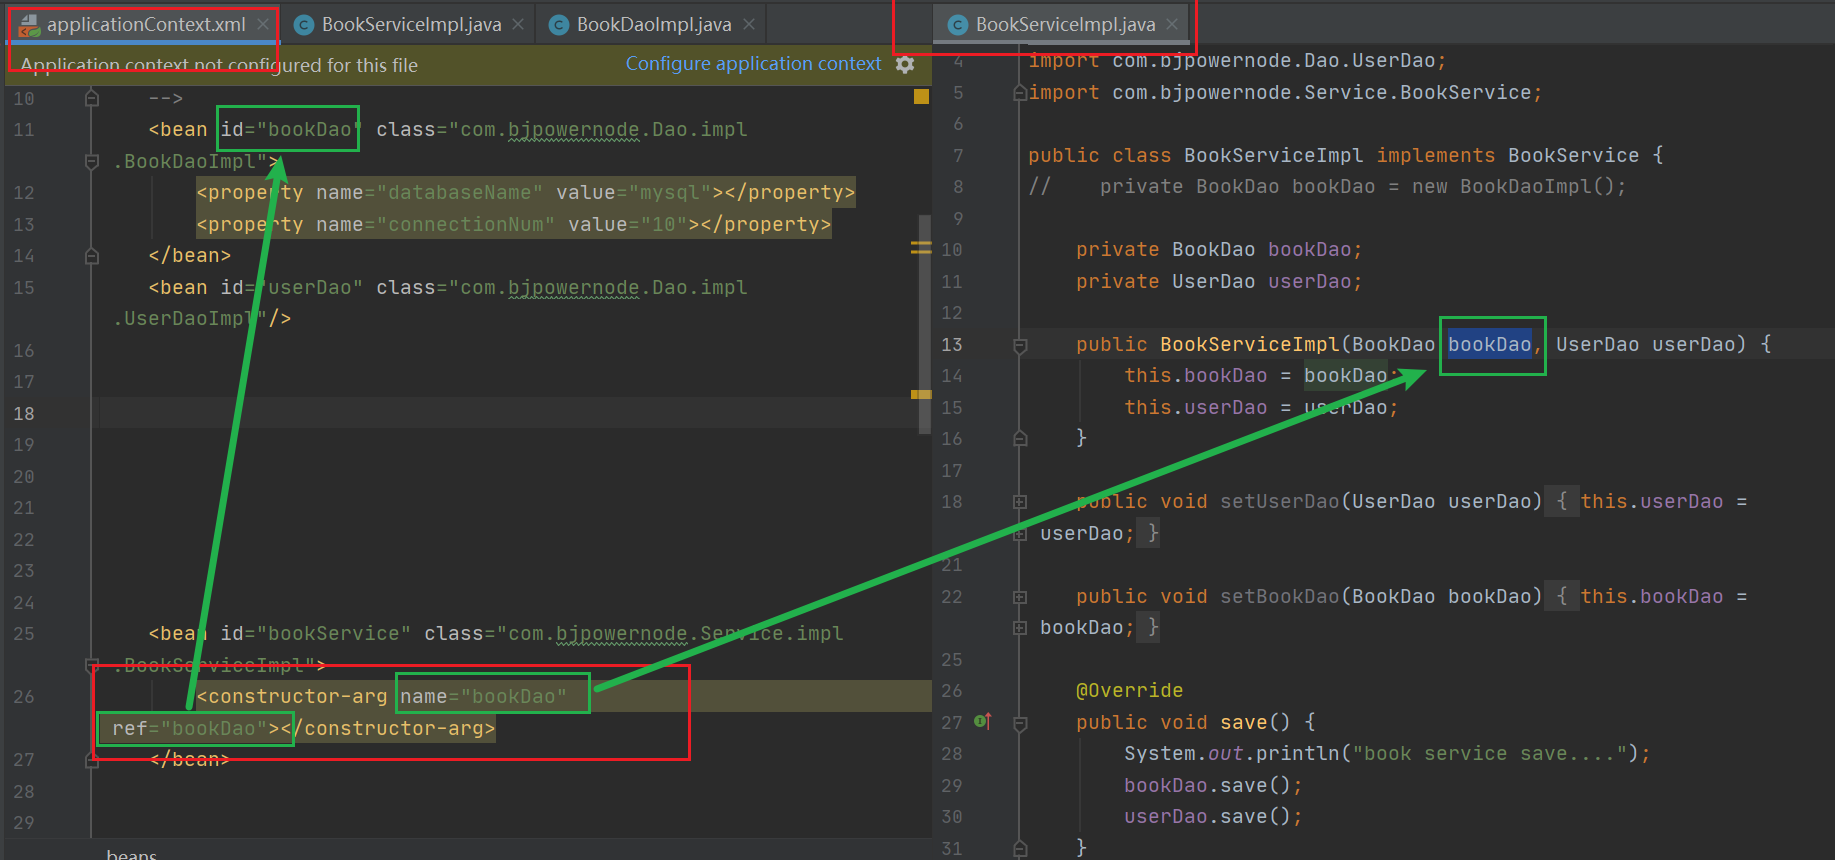 applicationContext.xml
BookServiceImpl.java
BookDaoImpl.java
Application context not configured for this file
Configure application context
10 -->
11 <bean id="bookDao" class="com.bjpowernode.Dao.impl
.BookDaoImpl">
12 <property name="databaseName" value="mysql"></property>
13 <property name="connectionNum" value="10"></property>
14 </bean>
15 <bean id="userDao" class="com.bjpowernode.Dao.impl
.UserDaoImpl"/>
16
17
18
19
20
21
22
23
24
25 <bean id="bookService" class="com.bjpowernode.Service.impl
.BookServiceImpl">
26 <constructor-arg name="bookDao"
ref="bookDao"></constructor-arg>
27 </bean>
28
29
beans
BookServiceImpl.java
4 import com.bjpowernode.Dao.UserDao;
5 import com.bjpowernode.Service.BookService;
6
7 public class BookServiceImpl implements BookService {
8 // private BookDao bookDao = new BookDaoImpl();
9
10 private BookDao bookDao;
11 private UserDao userDao;
12
13 public BookServiceImpl(BookDao bookDao, UserDao userDao) {
14 this.bookDao = bookDao;
15 this.userDao = userDao;
16 }
17
18 public void setUserDao(UserDao userDao) { this.userDao =
userDao; }
21
22 public void setBookDao(BookDao bookDao) { this.bookDao =
bookDao; }
25
26 @Override
27 public void save() {
28 System.out.println("book service save....");
29 bookDao.save();
30 userDao.save();
31 }